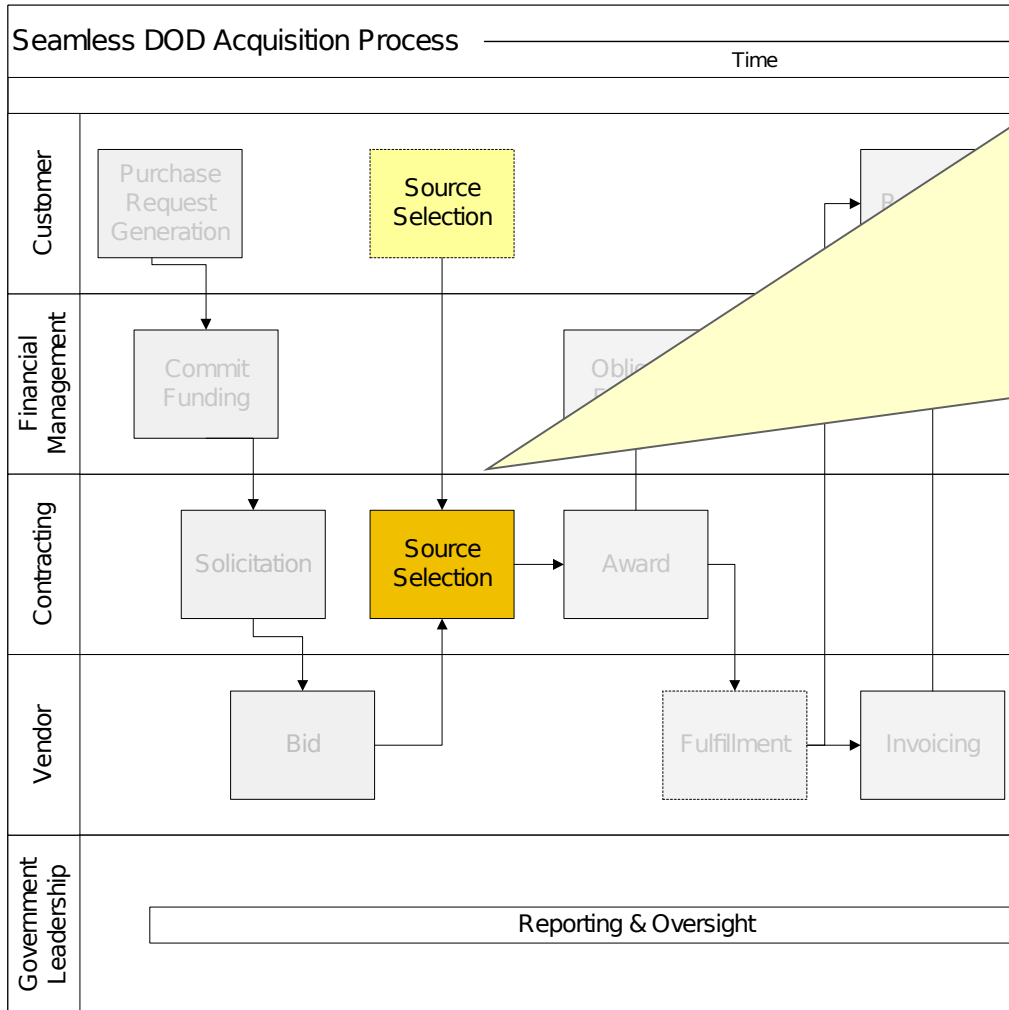 Seamless DOD Acquisition Process
Time
Customer
Purchase
Request
Generation
Source
Selection
Financial
Management
Commit
Funding
Contracting
Solicitation
Source
Selection
Award
Vendor
Bid
Fulfillment
Invoicing
Government
Leadership
Reporting & Oversight